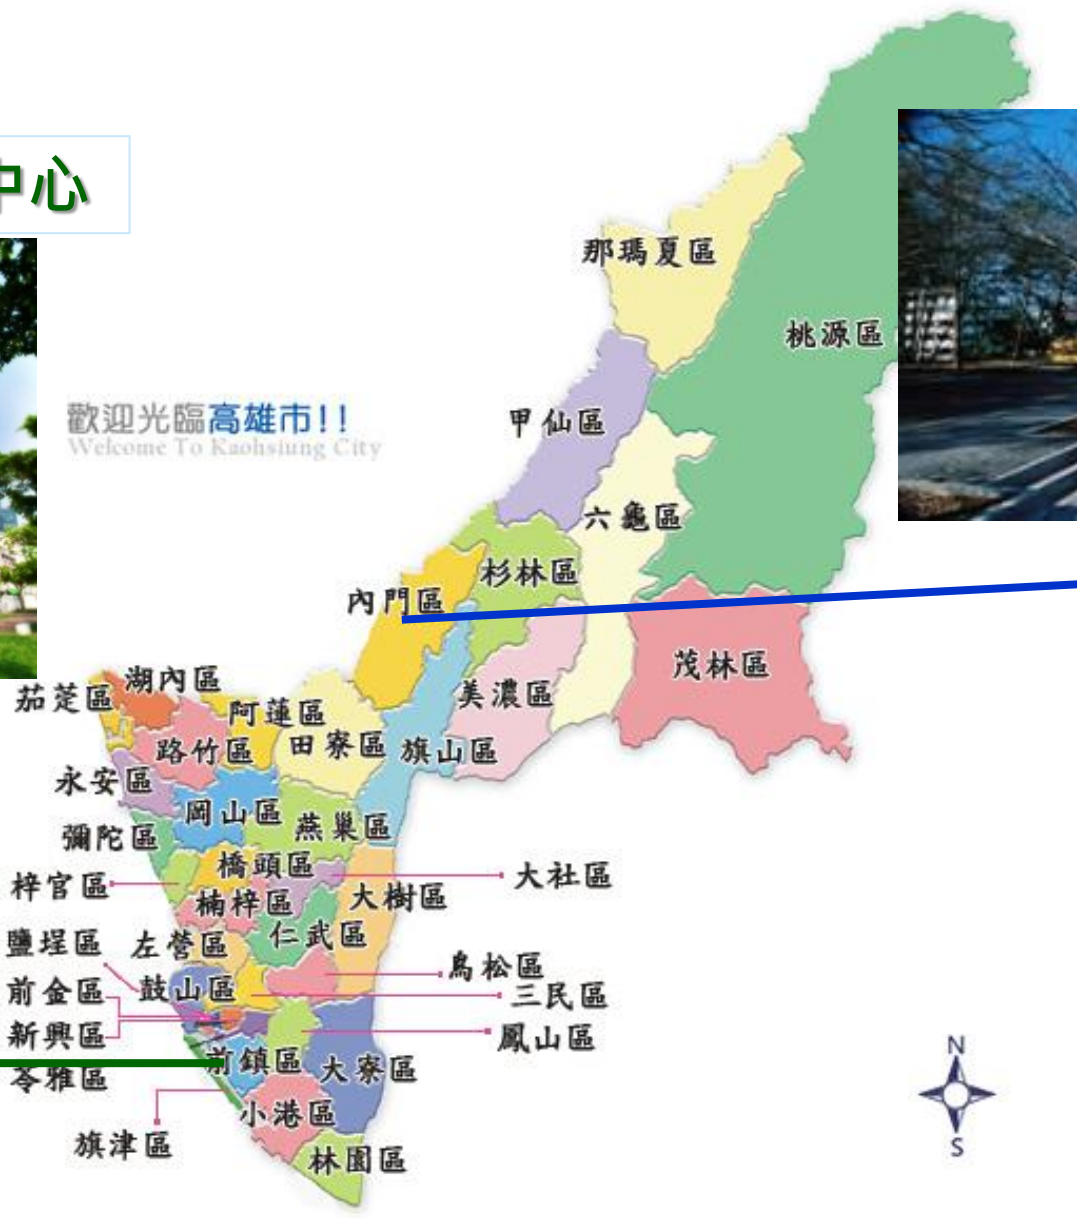 中心
那瑪夏區
桃源區
歡迎光臨高雄市!!
Welcome To Kaohsiung City
甲仙區
六龜區
杉林區
內門區
茂林區
湖內區
茄萣區
美濃區
阿蓮區
路竹區
田寮區
旗山區
永安區
岡山區
燕巢區
彌陀區
橋頭區
大社區
梓官區
大樹區
楠梓區
仁武區
鹽埕區
左營區
鳥松區
前金區
鼓山區
三民區
新興區
鳳山區
前鎮區
大寮區
苓雅區
小港區
旗津區
林園區
N
S